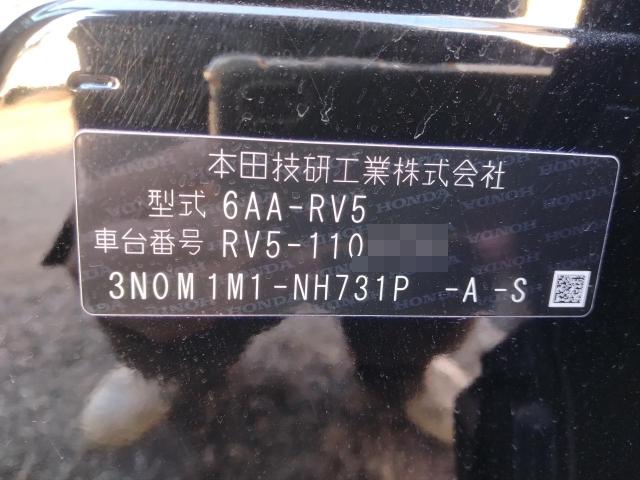 本田技研工業株式会社
型式 6AA-RV5
車台番号 RV5-110
3N0M1M1-NH731P -A-S